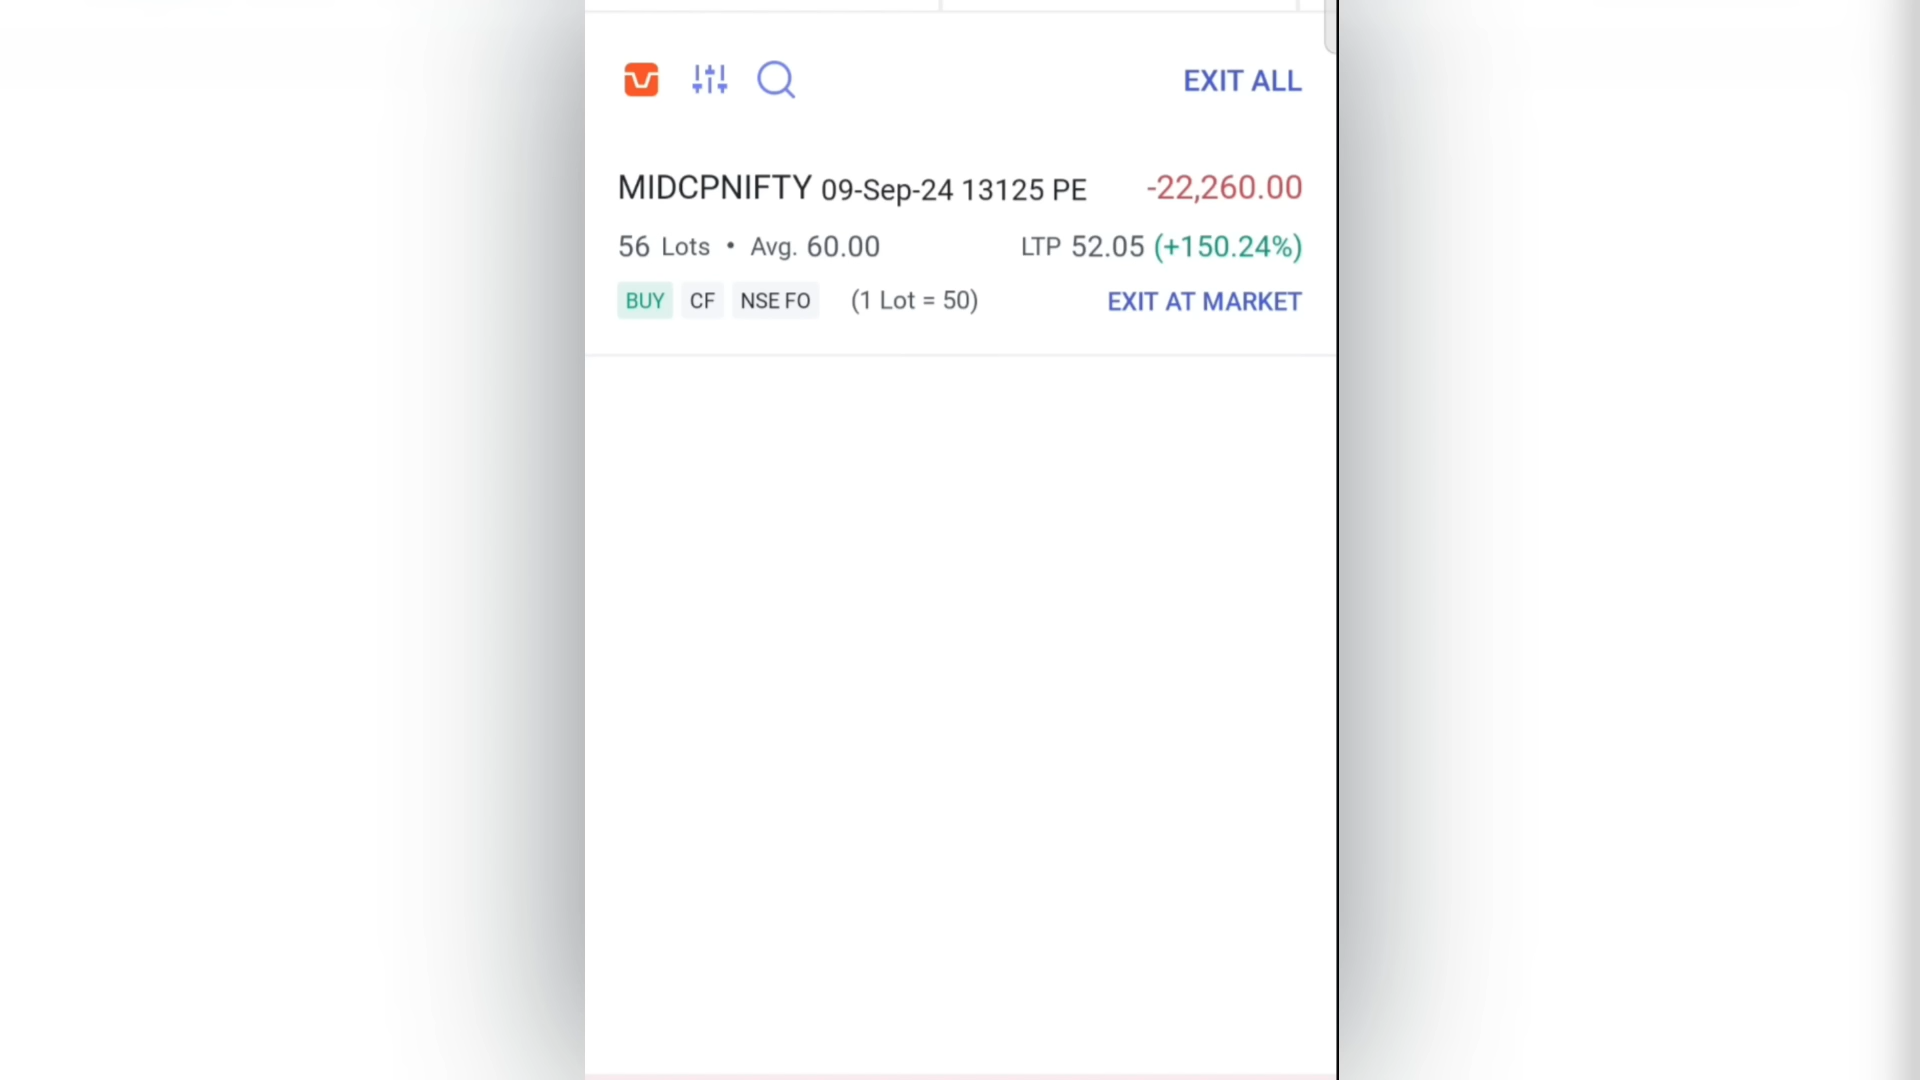 EXIT ALL
MIDCPNIFTY 09-Sep-24 13125 PE -22,260.00
56 Lots • Avg. 60.00 LTP 52.05 (+150.24%)
BUY CF NSE FO (1 Lot = 50) EXIT AT MARKET